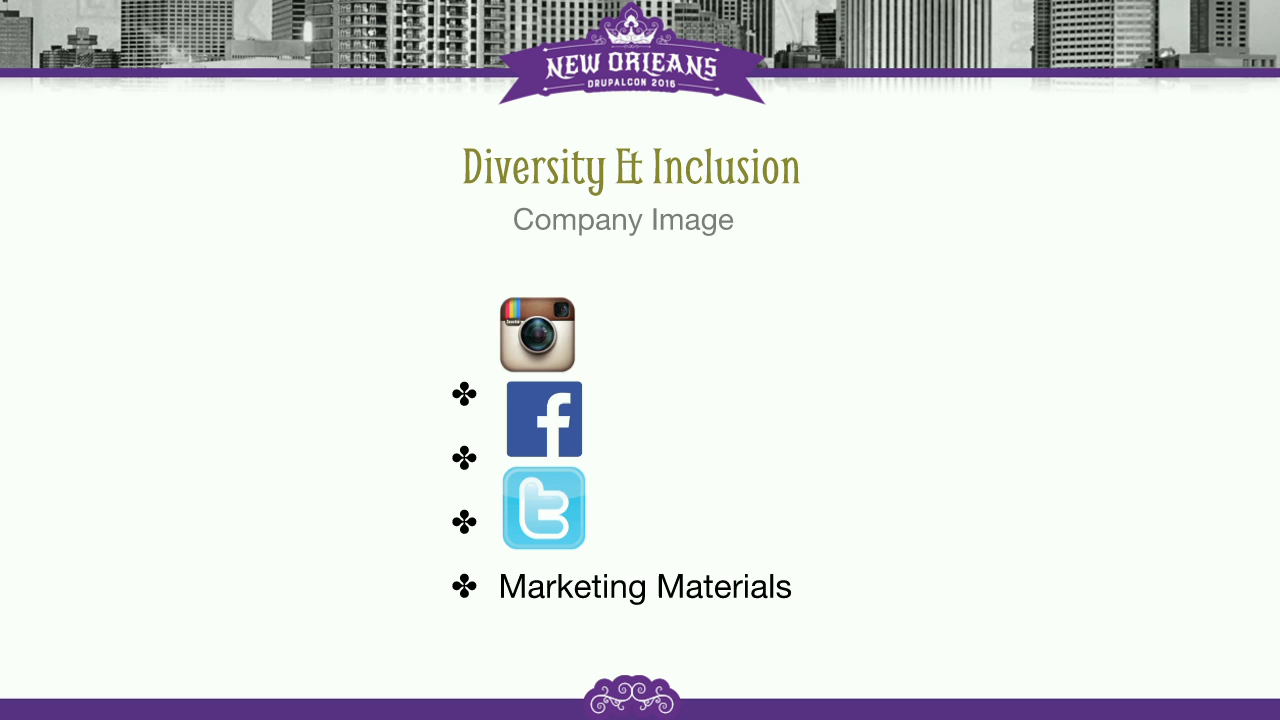 NEW ORLEANS
DRUPALCON 2016
Diversity & Inclusion
Company Image
Marketing Materials